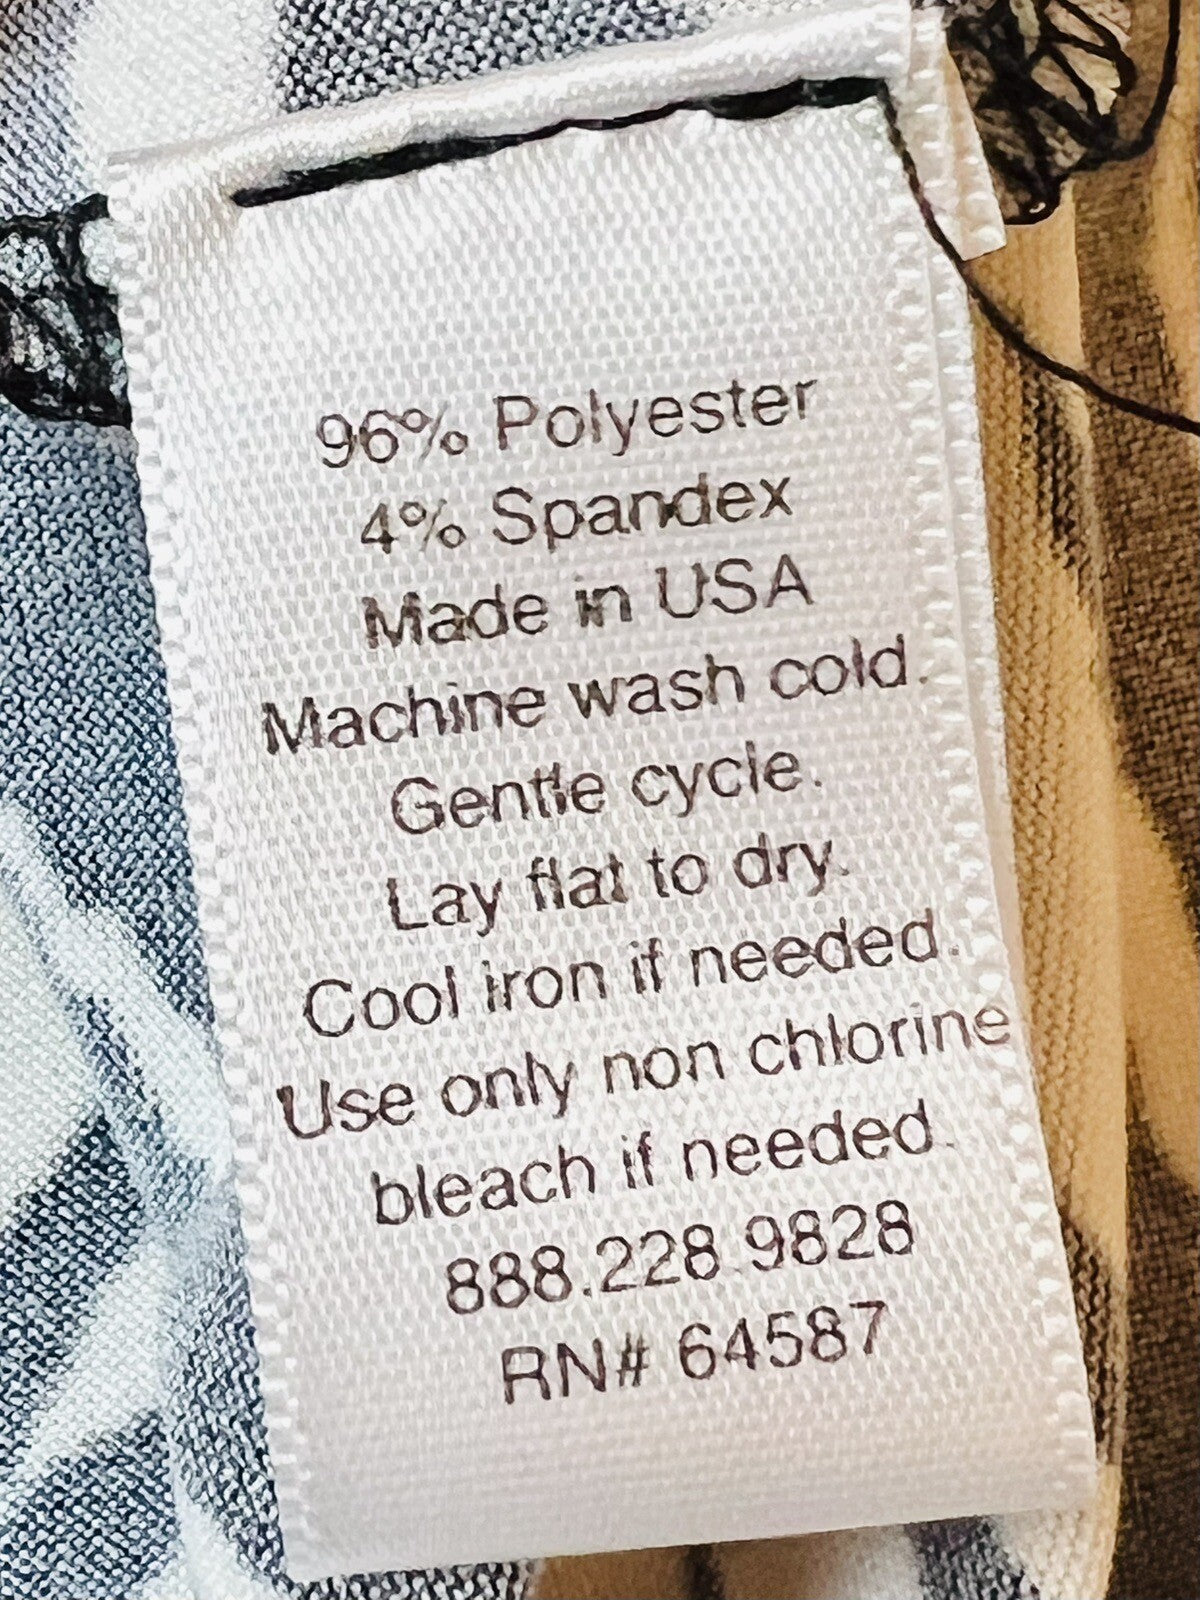 96% Polyester
4% Spandex
Made in USA
Machine wash cold.
Gentle cycle.
Lay flat to dry.
Cool iron if needed.
Use only non chlorine
bleach if needed.
888.228.9828
RN# 64587